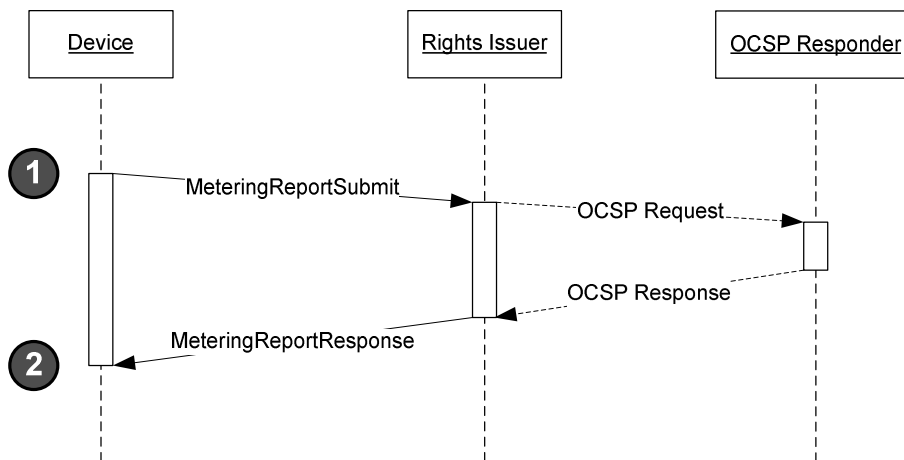 Device
Rights Issuer
OCSP Responder
1
MeteringReportSubmit
OCSP Request
OCSP Response
MeteringReportResponse
2